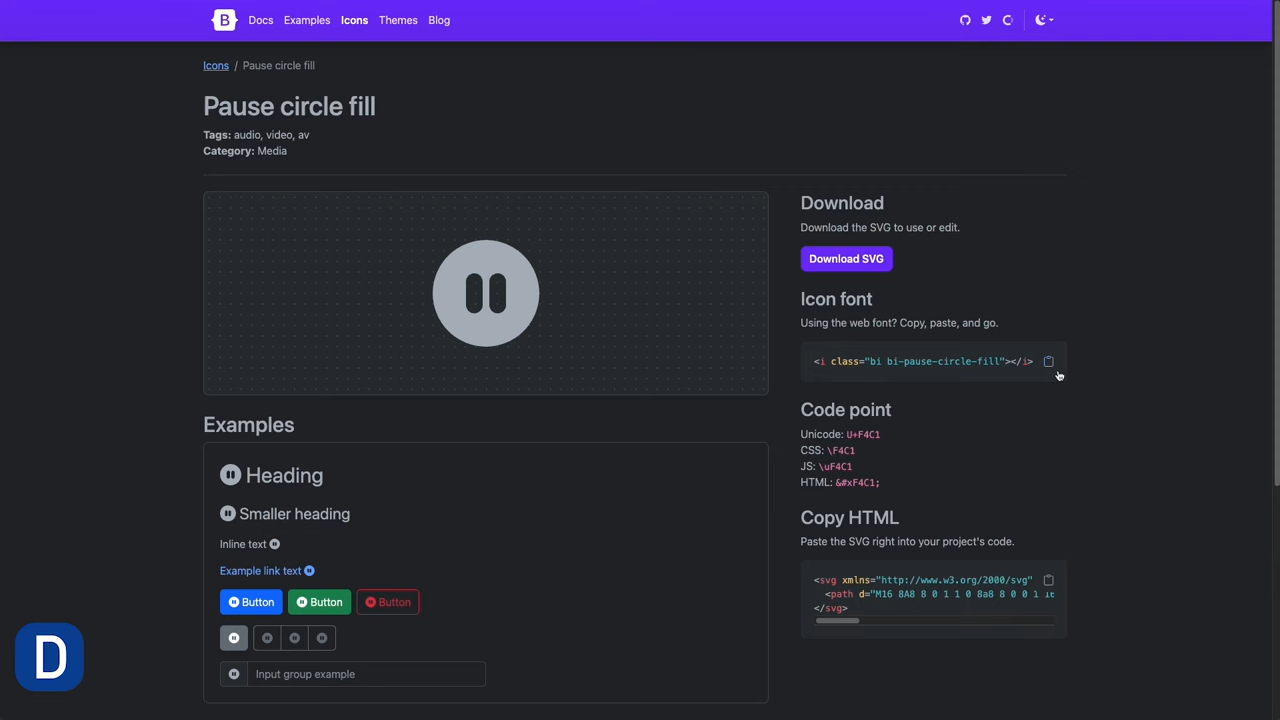 B Docs Examples Icons Themes Blog
Icons / Pause circle fill
Pause circle fill
Tags: audio, video, av
Category: Media
Download
Download the SVG to use or edit.
Download SVG
Icon font
Using the web font? Copy, paste, and go.
<i class="bi bi-pause-circle-fill"></i>
Code point
Unicode: U+F4C1
CSS: \F4C1
JS: \uF4C1
HTML: &#xF4C1;
Copy HTML
Paste the SVG right into your project's code.
<svg xmlns="http://www.w3.org/2000/svg"
<path d="M16 8A8 8 0 1 1 0 8a8 8 0 0 1
</svg>
Examples
Heading
Smaller heading
Inline text
Example link text
Button Button Button
Input group example
D